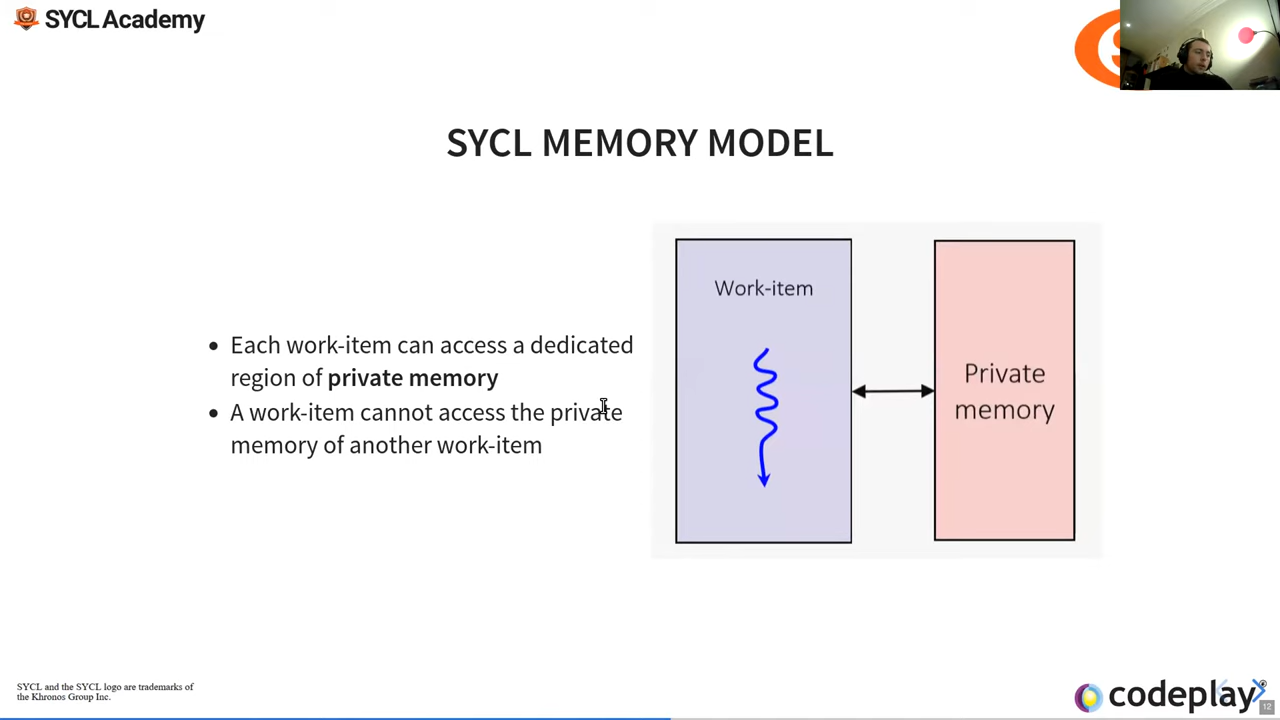 SYCL Academy
SYCL MEMORY MODEL
Each work-item can access a dedicated
region of private memory
A work-item cannot access the private
memory of another work-item
Work-item
Private
memory
SYCL and the SYCL logo are trademarks of
the Khronos Group Inc.
codeplay
12